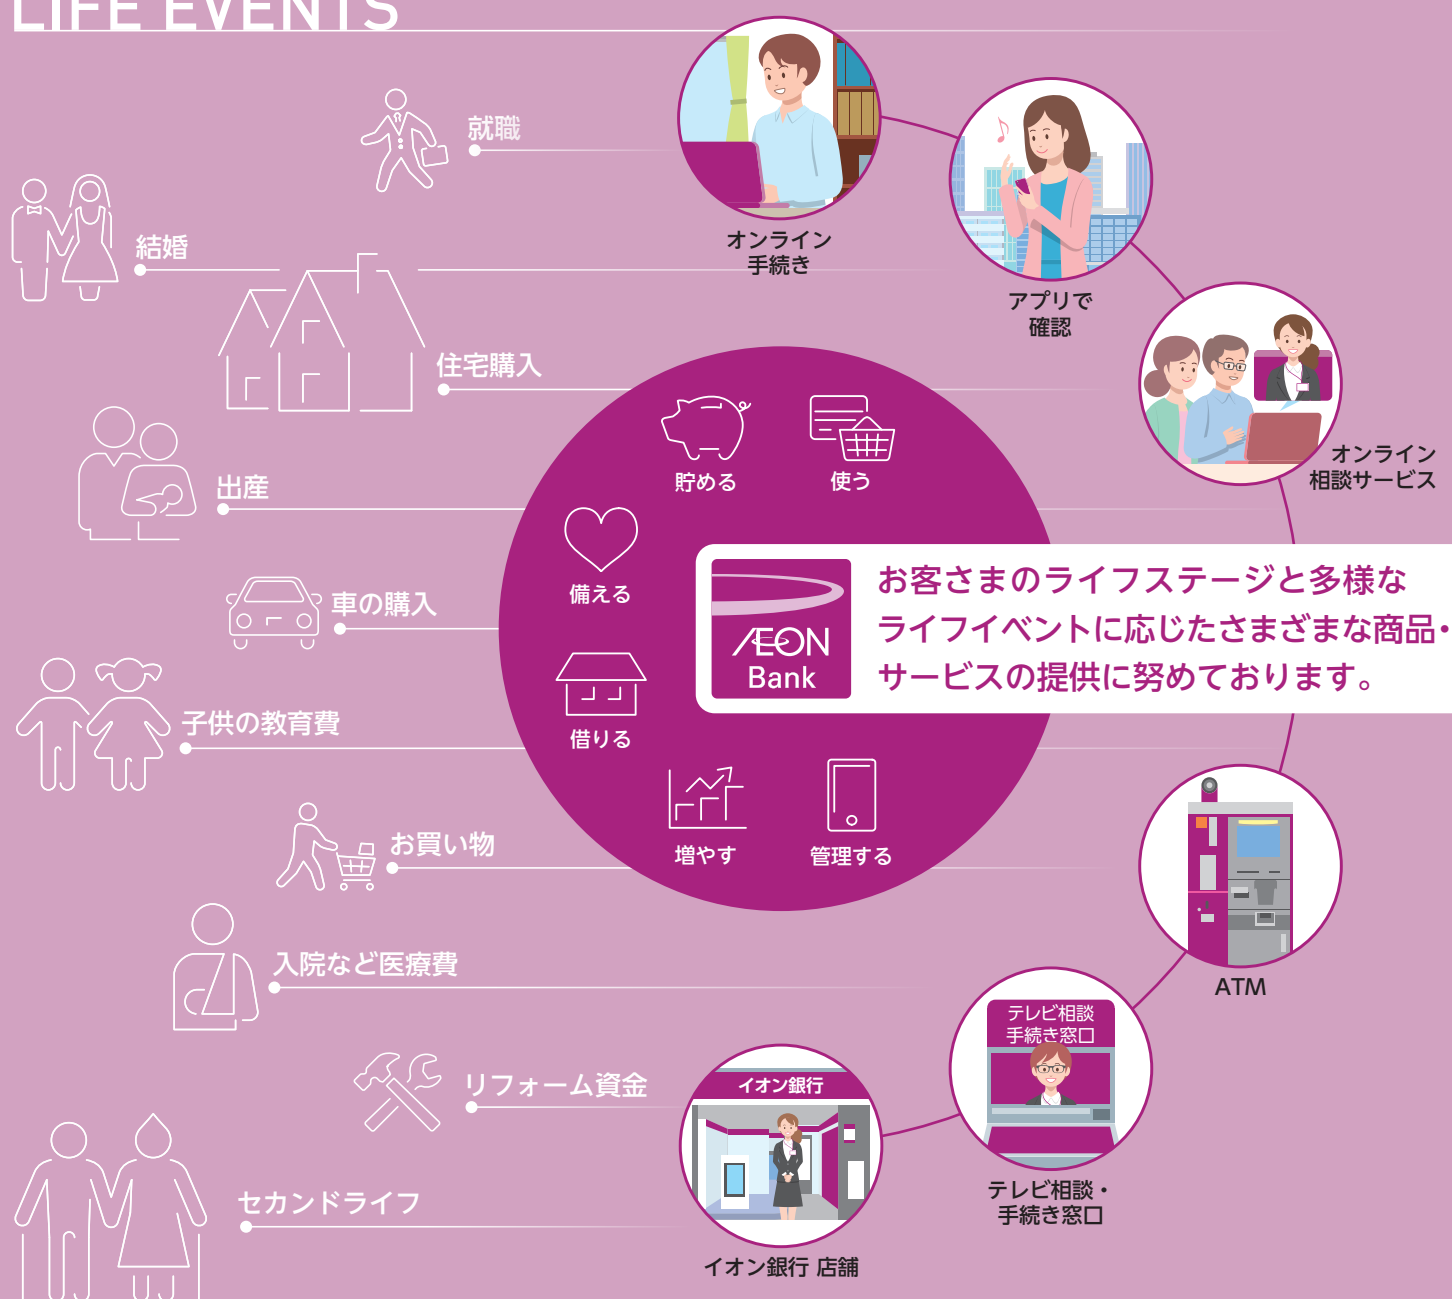 LIFE EVENTS
就職
結婚
住宅購入
出産
車の購入
子供の教育費
お買い物
入院など医療費
リフォーム資金
セカンドライフ
貯める
使う
備える
借りる
増やす
管理する
ÆON
Bank
お客さまのライフステージと多様な
ライフイベントに応じたさまざまな商品・
サービスの提供に努めております。
オンライン
手続き
アプリで
確認
オンライン
相談サービス
ATM
テレビ相談
手続き窓口
テレビ相談・
手続き窓口
イオン銀行
イオン銀行 店舗